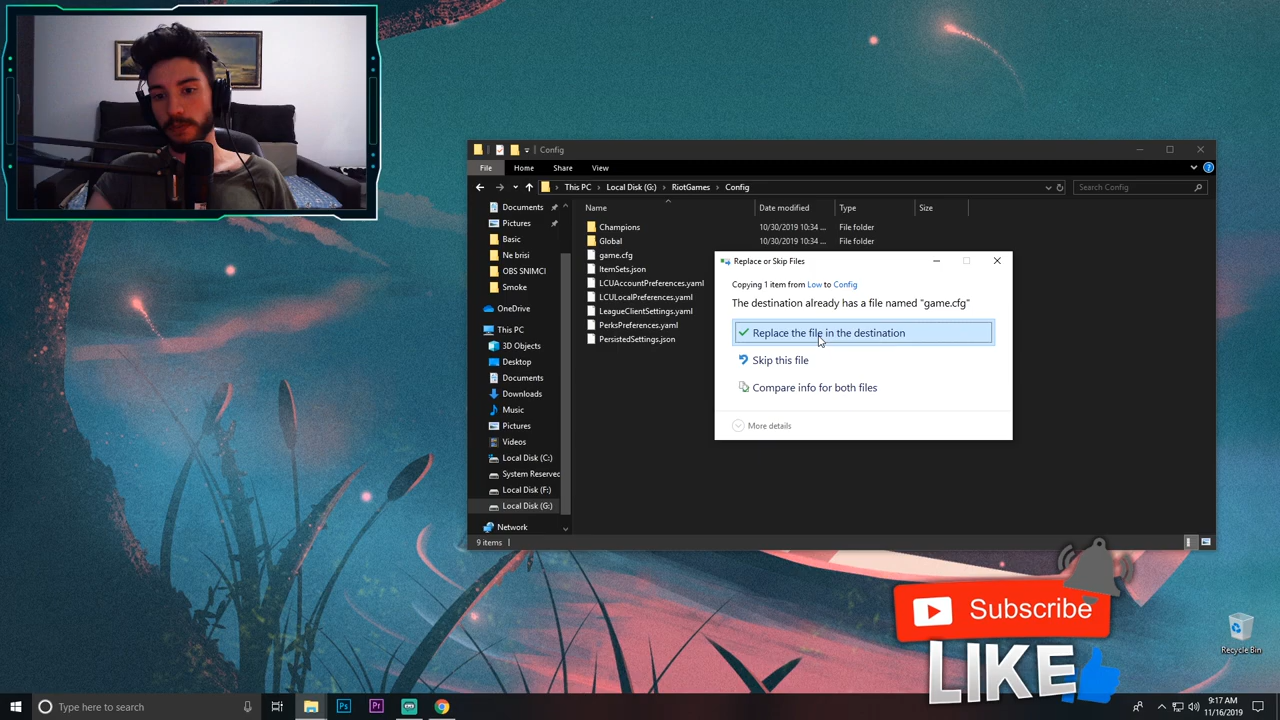 Config
File
Home
Share
View
This PC
Local Disk (G:)
RiotGames
Config
Search Config
Name
Date modified
Type
Size
Documents
Pictures
Basic
Ne brisi
OBS SNIMCI
Smoke
OneDrive
This PC
3D Objects
Desktop
Documents
Downloads
Music
Pictures
Videos
Local Disk (C:)
System Reserved
Local Disk (F:)
Local Disk (G:)
Network
Champions
10/30/2019 10:34 ...
File folder
Global
10/30/2019 10:34 ...
File folder
game.cfg
ItemSets.json
LCUAccountPreferences.yaml
LCULocalPreferences.yaml
LeagueClientSettings.yaml
PerksPreferences.yaml
PersistedSettings.json
9 items
Replace or Skip Files
Copying 1 item from Low to Config
The destination already has a file named "game.cfg"
Replace the file in the destination
Skip this file
Compare info for both files
More details
Subscribe
LIKE
Recycle Bin
Type here to search
Ps
Pr
9:17 AM
11/16/2019